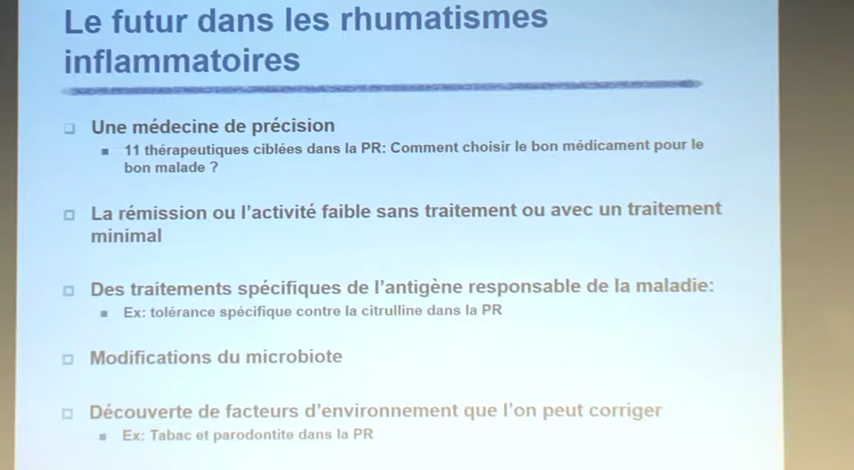 Le futur dans les rhumatismes
inflammatoires
Une médecine de précision
11 thérapeutiques ciblées dans la PR: Comment choisir le bon médicament pour le
bon malade ?
La rémission ou l'activité faible sans traitement ou avec un traitement
minimal
Des traitements spécifiques de l'antigène responsable de la maladie:
Ex: tolérance spécifique contre la citrulline dans la PR
Modifications du microbiote
Découverte de facteurs d'environnement que l'on peut corriger
Ex: Tabac et parodontite dans la PR